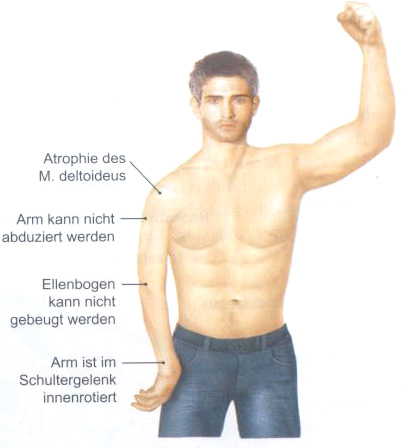 Atrophie des
M. deltoideus
Arm kann nicht
abduziert werden
Ellenbogen
kann nicht
gebeugt werden
Arm ist im
Schultergelenk
innenrotiert